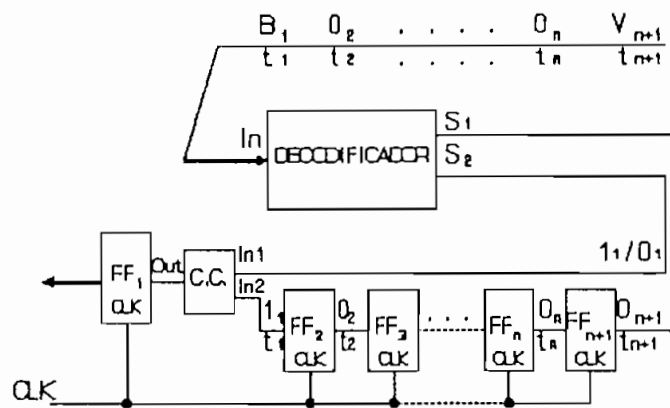 B1 02 . . . . 0n Vn+1
t1 t2 . . . . tn tn+1
In DECODIFICADOR S1
S2
11/01
FF1 CLK Out C.C. In1
In2
11 02 . . . 0n 0n+1
t1 FF2 CLK t2 FF3 CLK FFn CLK tn FFn+1 CLK tn+1
CLK